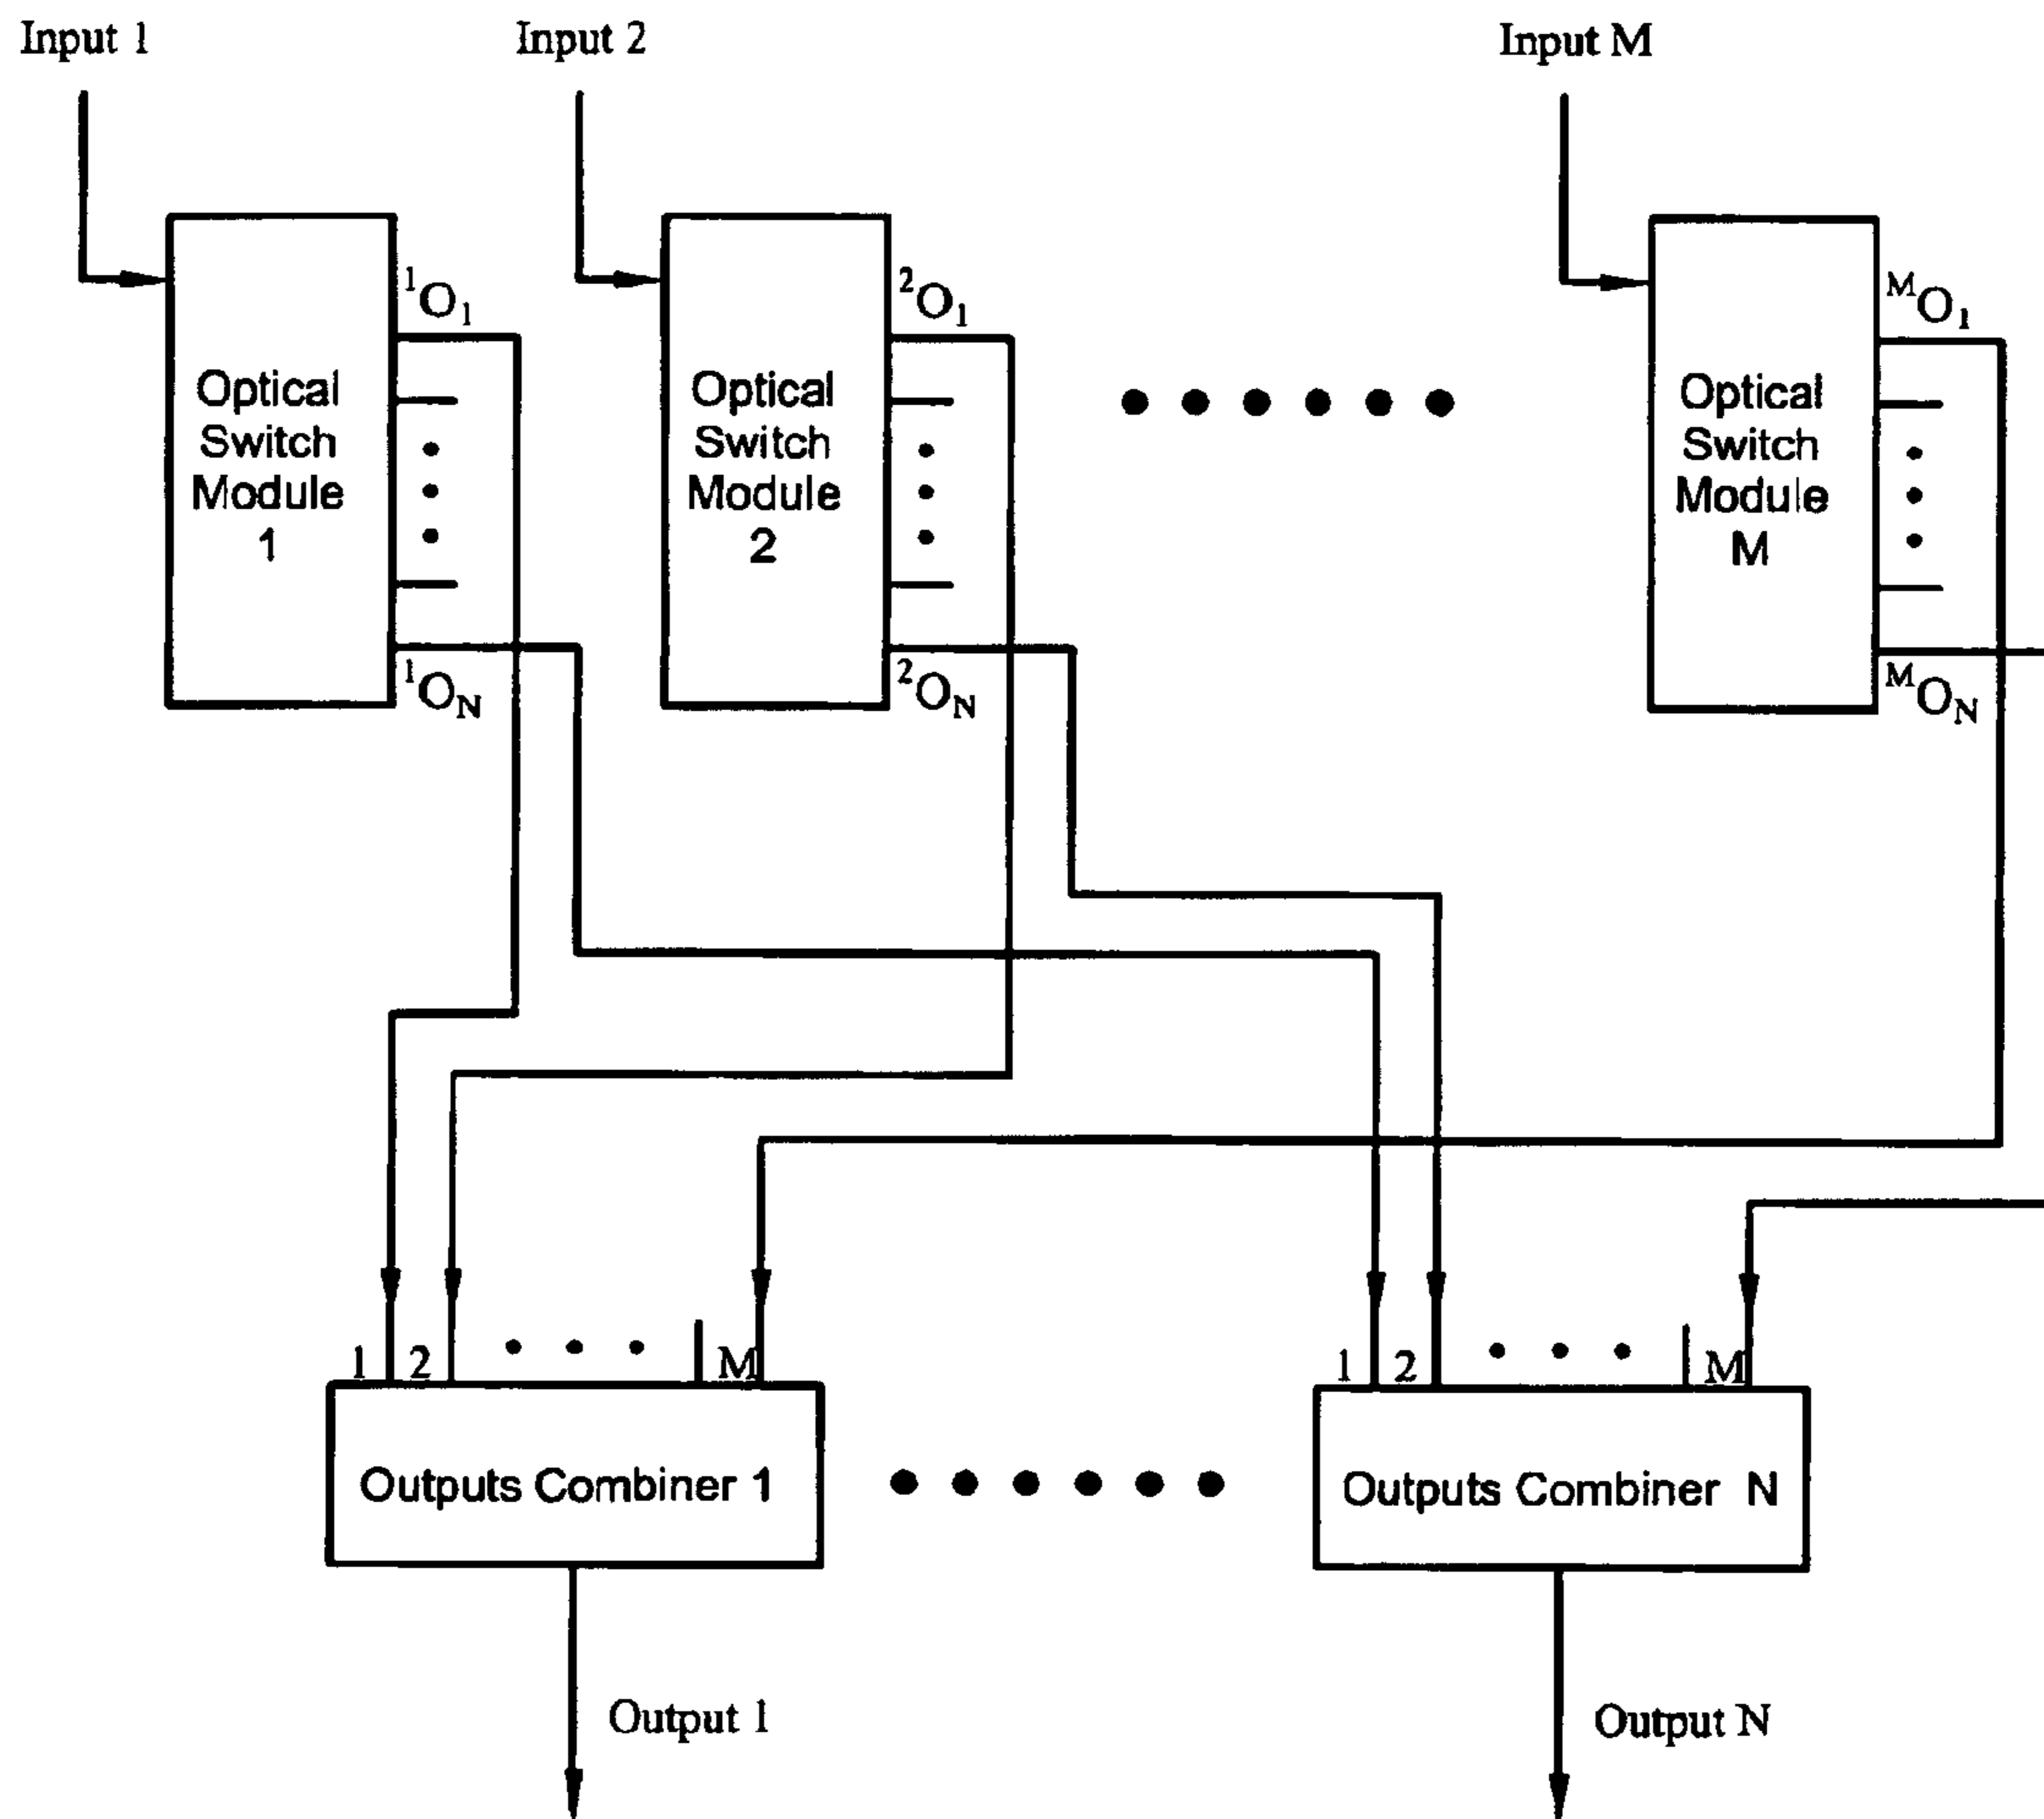 Input 1
Input 2
Input M
¹O₁
²O₁
ᴹO₁
Optical
Switch
Module
1
Optical
Switch
Module
2
Optical
Switch
Module
M
¹O_N
²O_N
ᴹO_N
1 2 M
1 2 M
Outputs Combiner 1
Outputs Combiner N
Output 1
Output N